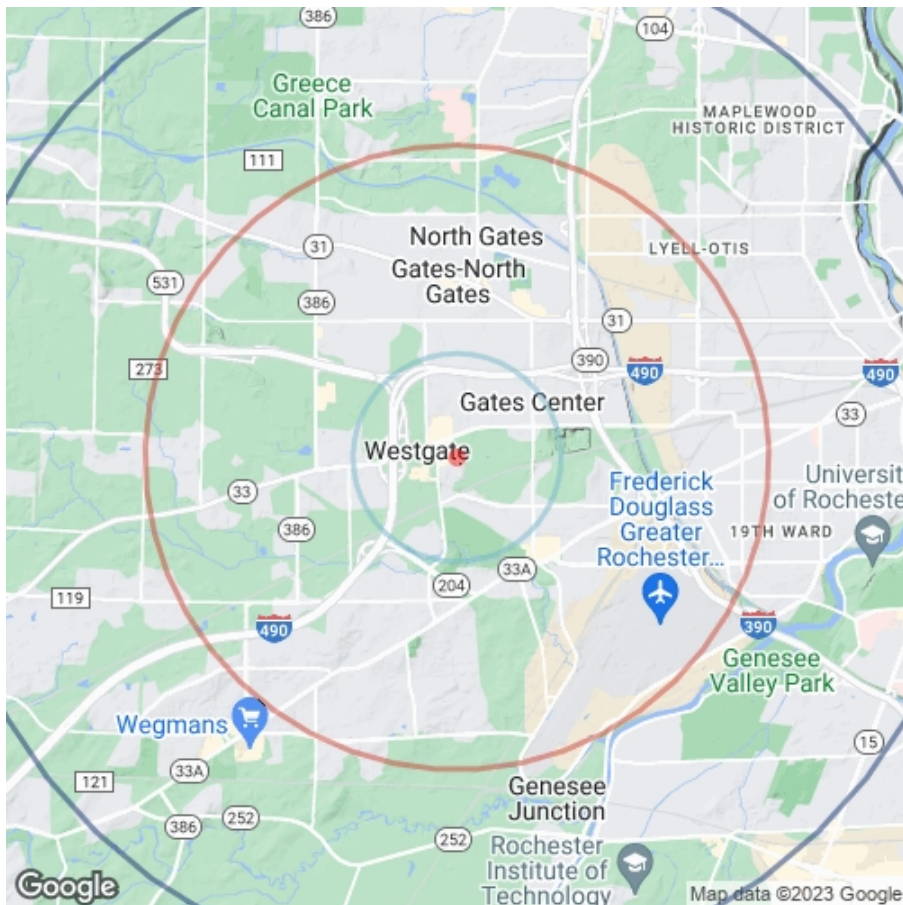 386
104
Greece
Canal Park
MAPLEWOOD
HISTORIC DISTRICT
111
North Gates
31
LYELL-OTIS
Gates-North
Gates
531
386
31
390
273
490
490
Gates Center
33
Westgate
Frederick
Douglass
Greater
Rochester...
Universit
of Rocheste
33
386
19TH WARD
33A
204
119
490
390
Genesee
Valley Park
Wegmans
15
33A
121
Genesee
Junction
252
386
252
Rochester
Institute of
Technology
Google
Map data ©2023 Google